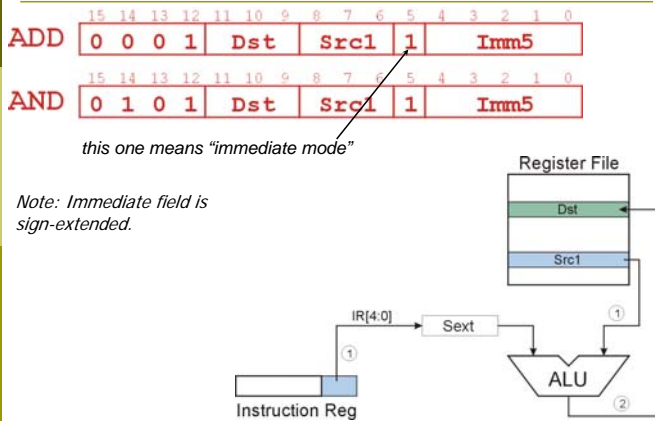 15 14 13 12 11 10 9 8 7 6 5 4 3 2 1 0
ADD 0 0 0 1 Dst Src1 1 Imm5
15 14 13 12 11 10 9 8 7 6 5 4 3 2 1 0
AND 0 1 0 1 Dst Src1 1 Imm5
this one means “immediate mode”
Note: Immediate field is
sign-extended.
Register File
Dst
Src1
IR[4:0]
Sext
1
1
ALU
2
Instruction Reg